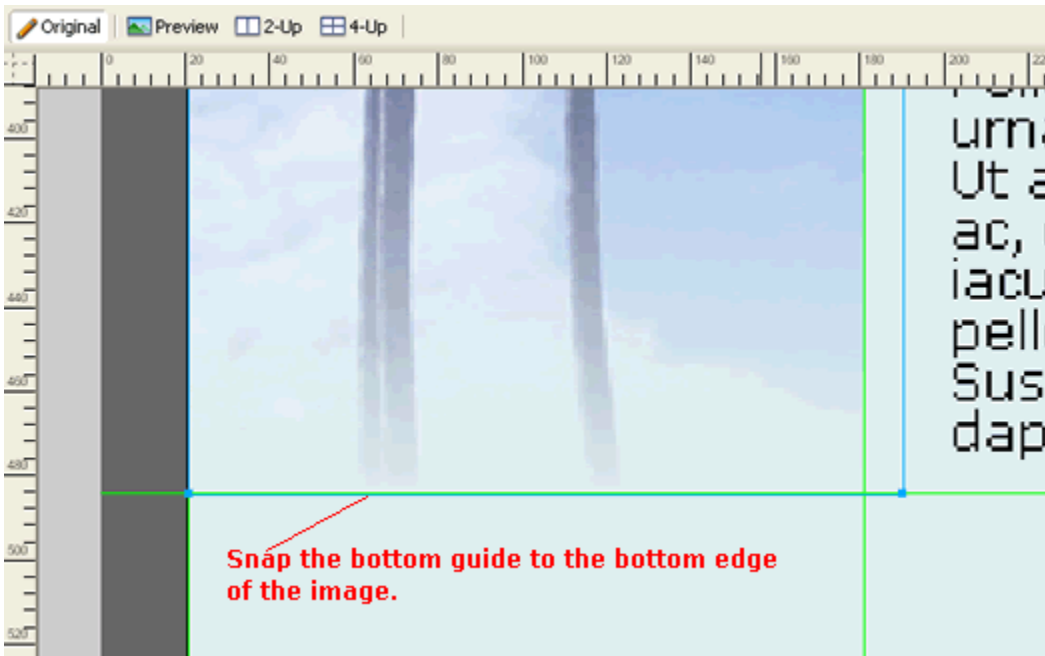 Original Preview 2-Up 4-Up
0 20 40 60 80 100 120 140 160 180 200
400
420
440
460
480
500
520
urn
Ut a
ac,
iacu
pell
Sus
dap
Snap the bottom guide to the bottom edge
of the image.